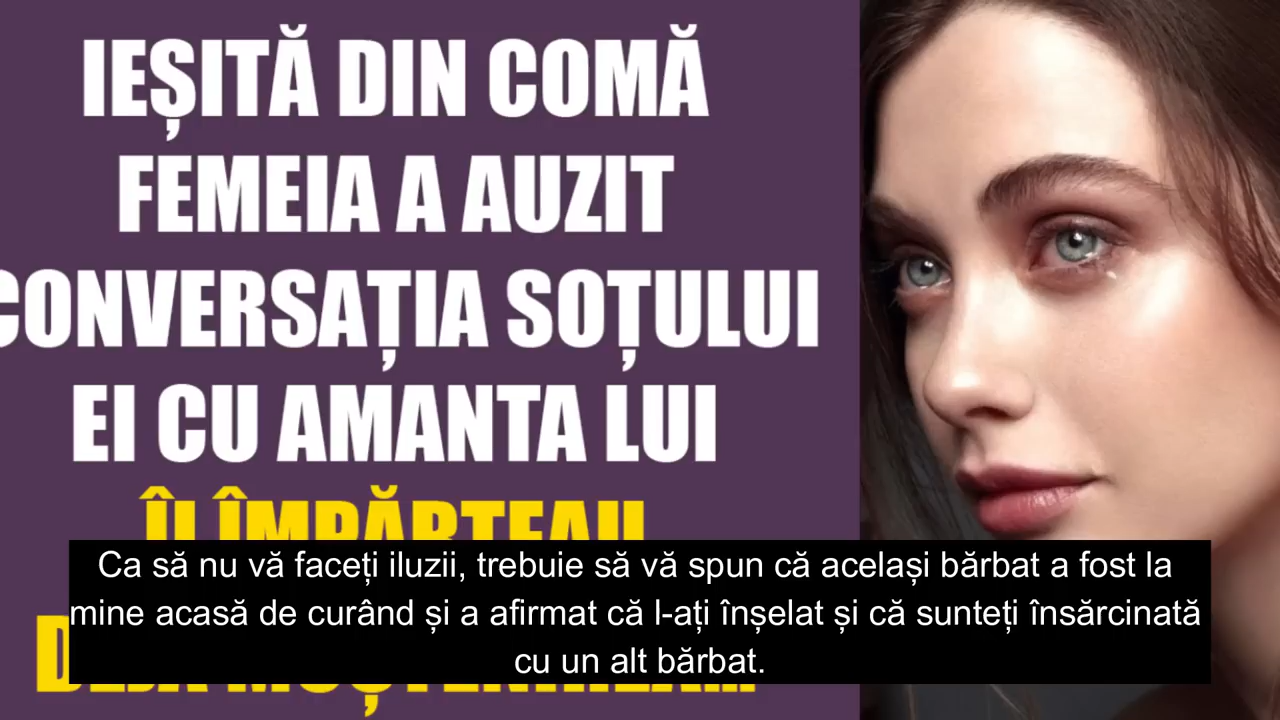 IEȘITĂ DIN COMĂ
FEMEIA A AUZIT
CONVERSAȚIA SOȚULUI
EI CU AMANTA LUI
ÎI ÎMPĂRȚEAU
Ca să nu vă faceți iluzii, trebuie să vă spun că același bărbat a fost la
mine acasă de curând și a afirmat că l-ați înșelat și că sunteți însărcinată
cu un alt bărbat.